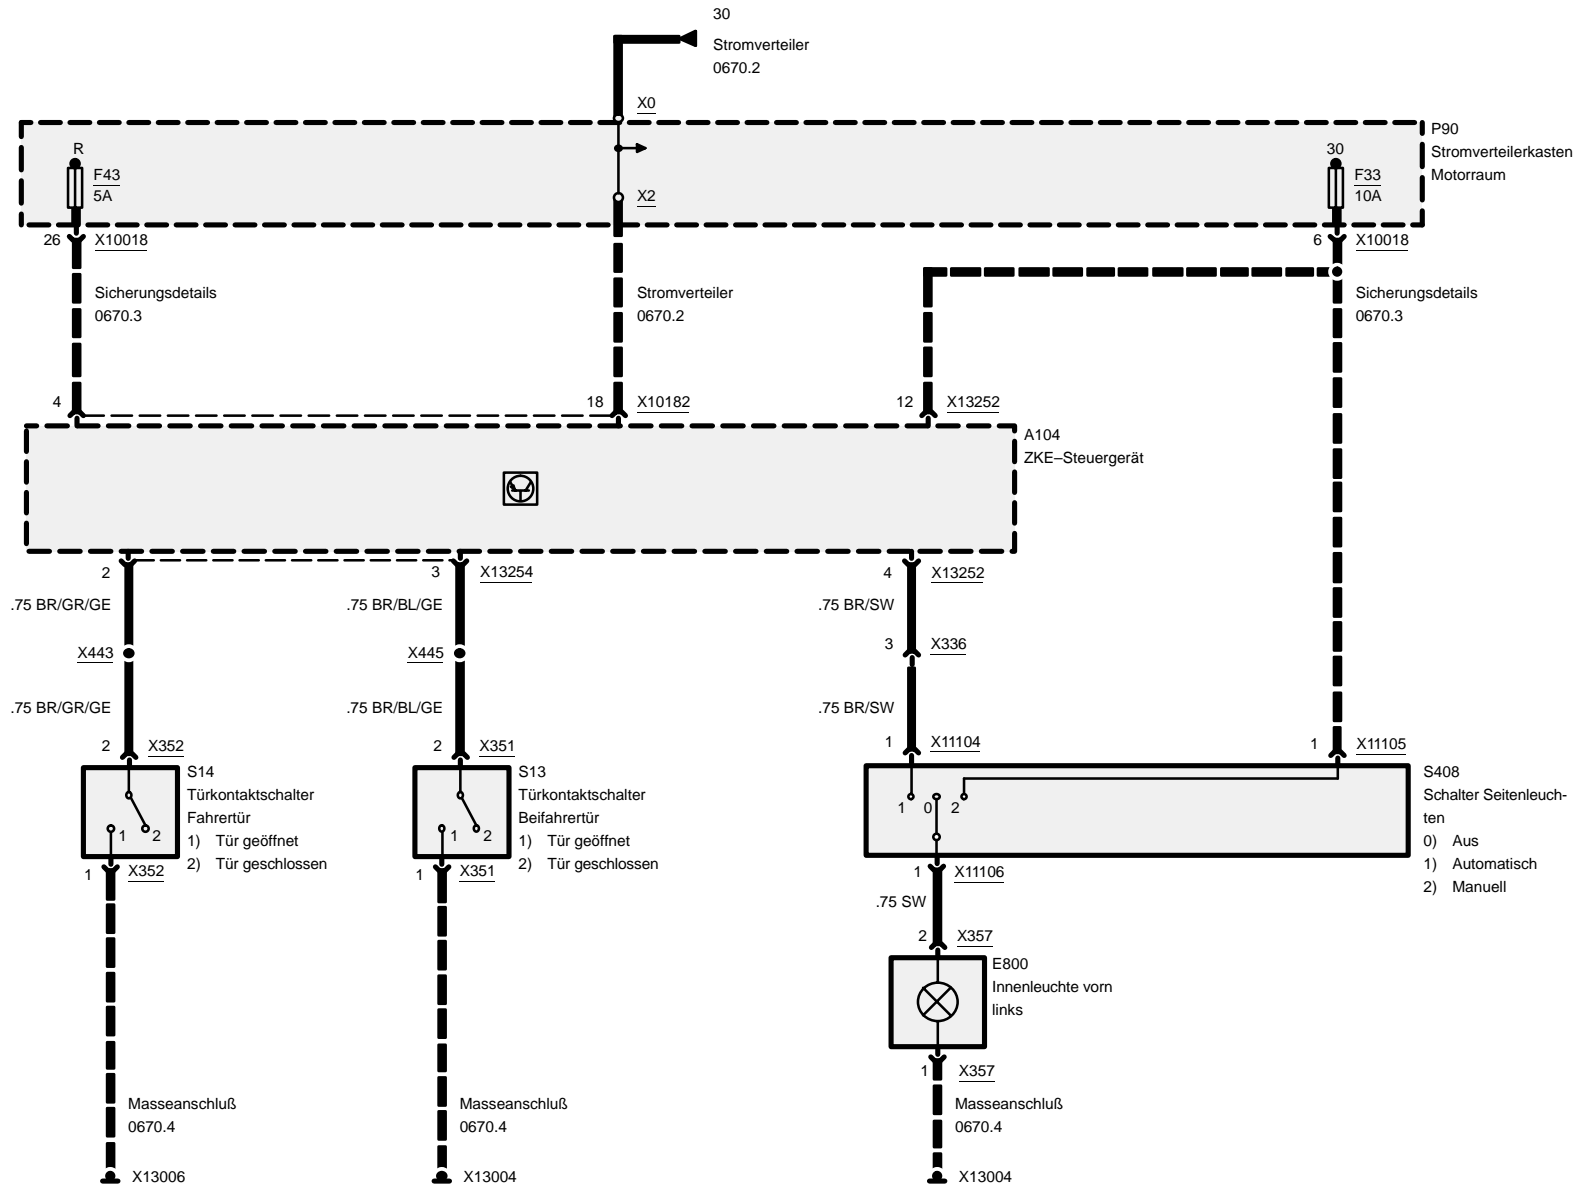 30
Stromverteiler
0670.2
X0
P90
Stromverteilerkasten
Motorraum
R
F43
5A
X2
30
F33
10A
26
X10018
6
X10018
Sicherungsdetails
0670.3
Stromverteiler
0670.2
Sicherungsdetails
0670.3
4
18
X10182
12
X13252
A104
ZKE–Steuergerät
2
3
X13254
4
X13252
.75 BR/GR/GE
.75 BR/BL/GE
.75 BR/SW
X443
X445
3
X336
.75 BR/GR/GE
.75 BR/BL/GE
.75 BR/SW
2
X352
2
X351
1
X11104
1
X11105
S14
Türkontaktschalter
Fahrertür
1) Tür geöffnet
2) Tür geschlossen
1
2
S13
Türkontaktschalter
Beifahrertür
1) Tür geöffnet
2) Tür geschlossen
1
2
S408
Schalter Seitenleuch-
ten
0) Aus
1) Automatisch
2) Manuell
1
0
2
1
X352
1
X351
1
X11106
.75 SW
2
X357
E800
Innenleuchte vorn
links
1
X357
Masseanschluß
0670.4
Masseanschluß
0670.4
Masseanschluß
0670.4
X13006
X13004
X13004